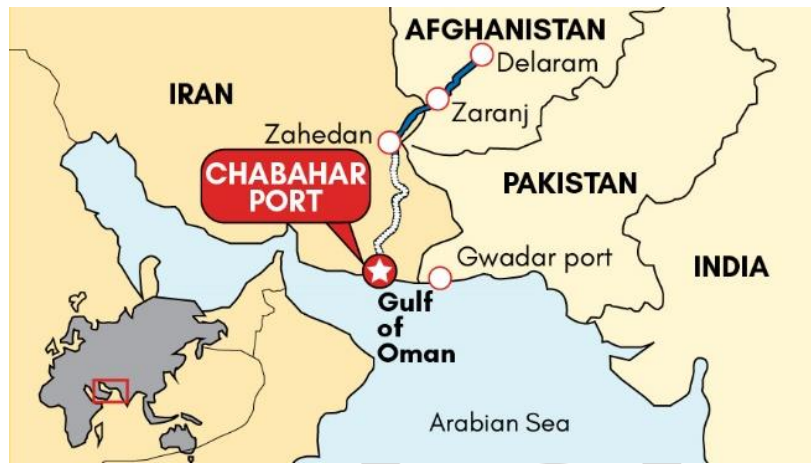 AFGHANISTAN
Delaram
IRAN
Zaranj
Zahedan
CHABAHAR
PORT
PAKISTAN
Gwadar port
INDIA
Gulf
of
Oman
Arabian Sea